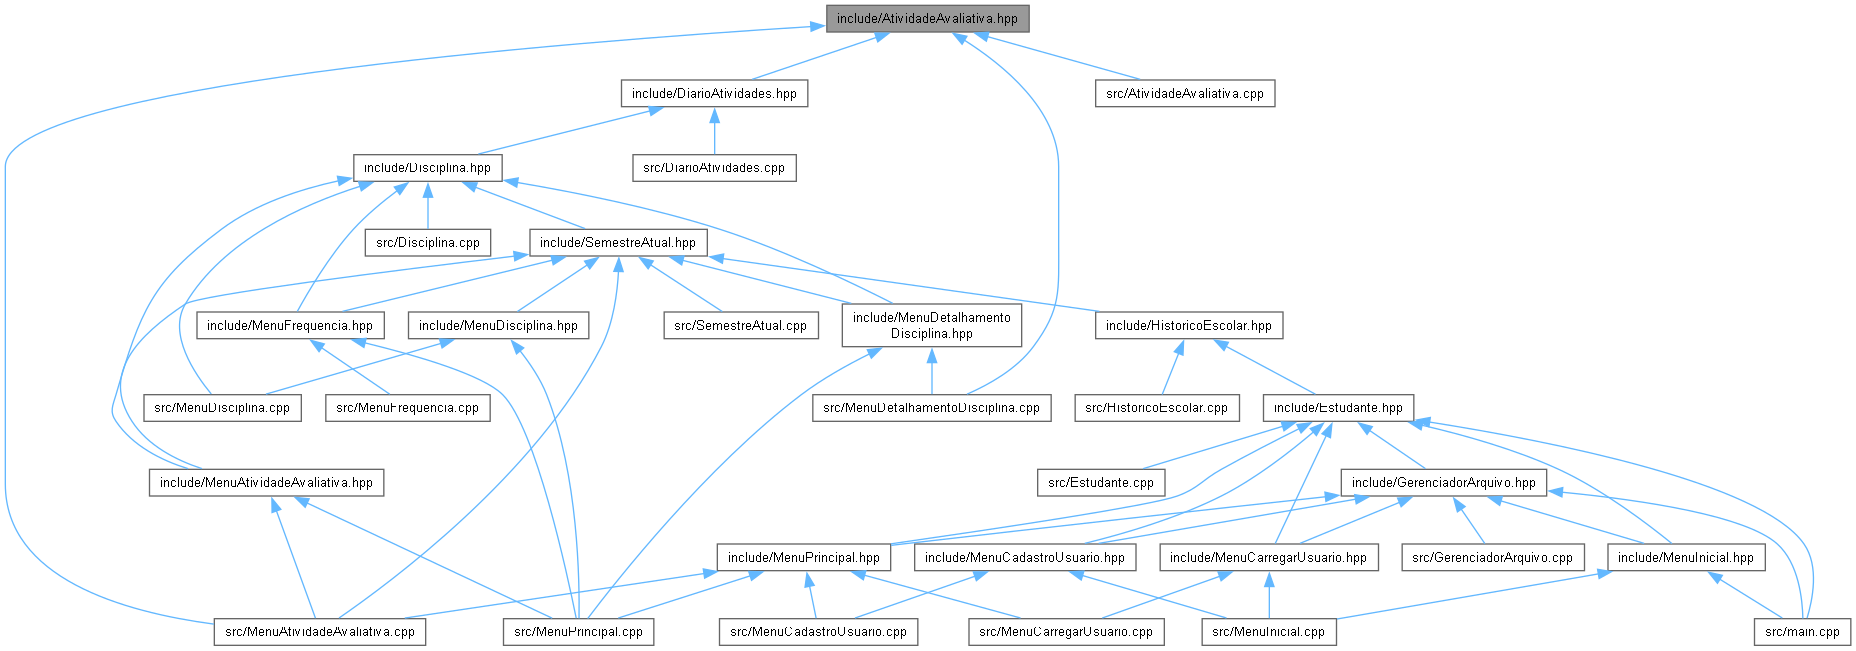 include/AtividadeAvaliativa.hpp
include/DiarioAtividades.hpp
src/AtividadeAvaliativa.cpp
include/Disciplina.hpp
src/DiarioAtividades.cpp
src/Disciplina.cpp
include/SemestreAtual.hpp
include/MenuFrequencia.hpp
include/MenuDisciplina.hpp
src/SemestreAtual.cpp
include/MenuDetalhamento
Disciplina.hpp
include/HistoricoEscolar.hpp
src/MenuDisciplina.cpp
src/MenuFrequencia.cpp
src/MenuDetalhamentoDisciplina.cpp
src/HistoricoEscolar.cpp
include/Estudante.hpp
include/MenuAtividadeAvaliativa.hpp
src/Estudante.cpp
include/GerenciadorArquivo.hpp
include/MenuPrincipal.hpp
include/MenuCadastroUsuario.hpp
include/MenuCarregarUsuario.hpp
src/GerenciadorArquivo.cpp
include/MenuInicial.hpp
src/MenuAtividadeAvaliativa.cpp
src/MenuPrincipal.cpp
src/MenuCadastroUsuario.cpp
src/MenuCarregarUsuario.cpp
src/MenuInicial.cpp
src/main.cpp